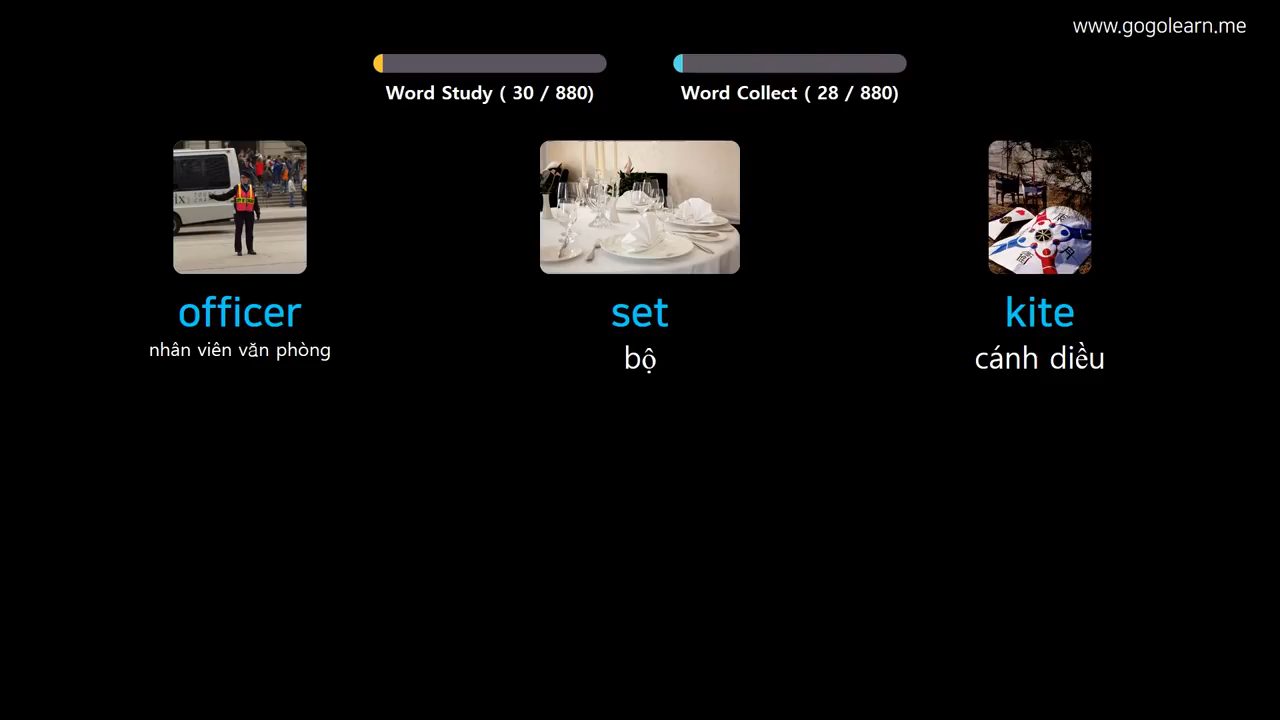 www.gogolearn.me
Word Study ( 30 / 880)
Word Collect ( 28 / 880)
officer
nhân viên văn phòng
set
bộ
kite
cánh diều